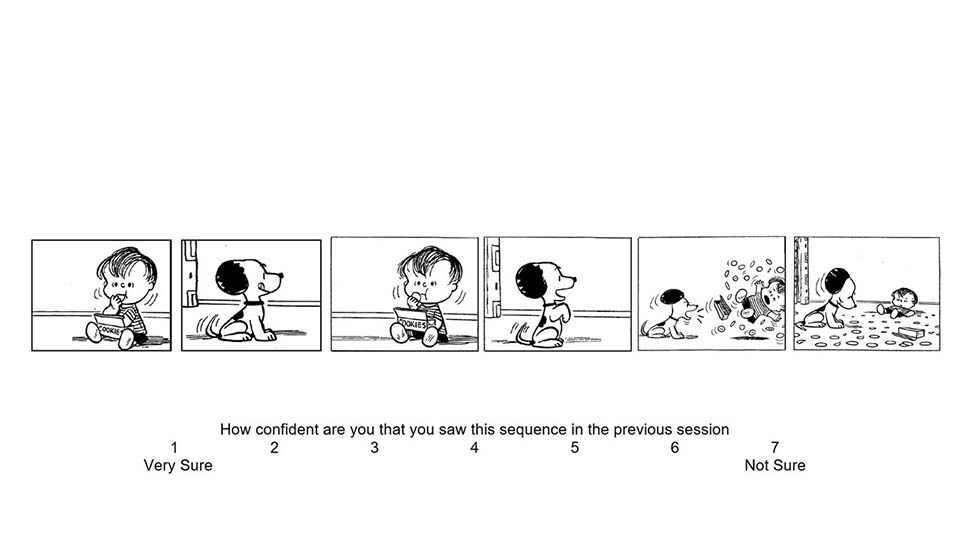 COOKIES
COOKIES
How confident are you that you saw this sequence in the previous session
1 2 3 4 5 6 7
Very Sure Not Sure